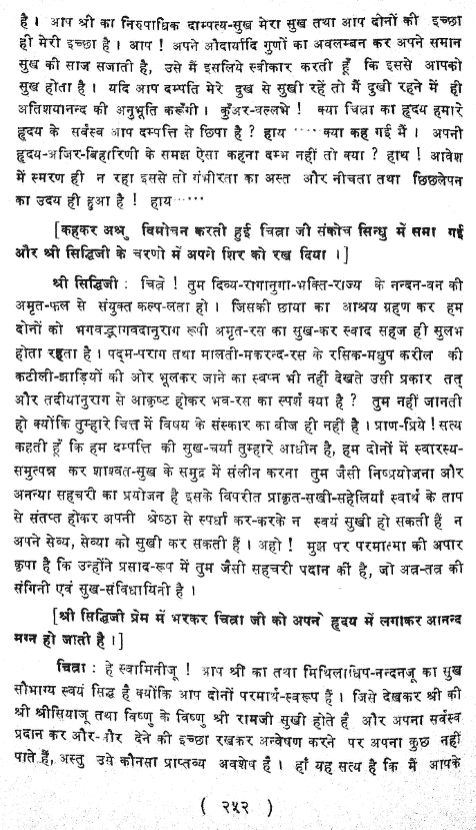 है । आप श्री का निरुपाधिक दाम्पत्य-सुख मेरा सुख तथा आप दोनों की इच्छा
ही मेरी इच्छा है । आप ! अपने औदार्यादि गुणों का अवलम्बन कर अपने समान
सुख की साज सजाती है, उसे मैं इसलिये स्वीकार करती हूँ कि इससे आपको
सुख होता है । यदि आप दम्पति मेरे दुख से सुखी रहें तो मैं दुखी रहने में ही
अतिशयानन्द की अनुभूति करूँगी । कुँअर-वल्लभे ! क्या चित्रा का हृदय हमारे
हृदय के सर्वस्व आप दम्पत्ति से छिपा है ? हाय ······ क्या कह गई मैं । अपनी
हृदय-अजिर-बिहारिणी के समझ ऐसा कहना दम्भ नहीं तो क्या ? हाथ ! आवेश
में स्मरण ही न रहा इससे तो गंभीरता का अस्त और नीचता तथा छिछलेपन
का उदय ही हुआ है ! हाय······
[कहकर अश्रु विमोचन करती हुई चित्रा जी संकोच सिन्धु में समा गई
और श्री सिद्धिजी के चरणो में अपने शिर को रख दिया ।]
श्री सिद्धिजी : चित्रे ! तुम दिव्य-रागानुगा-भक्ति-राज्य के नन्दन-वन की
अमृत-फल से संयुक्त कल्प-लता हो । जिसकी छाया का आश्रय ग्रहण कर हम
दोनों को भगवद्भागवदानुराग रूपी अमृत-रस का सुख-कर स्वाद सहज ही सुलभ
होता रहता है । पद्म-पराग तथा मालती-मकरन्द-रस के रसिक-मधुप करील की
कटीली-झाड़ियों की ओर भूलकर जाने का स्वप्न भी नहीं देखते उसी प्रकार तत्
और तदीयानुराग से आकृष्ट होकर भव-रस का स्पर्श क्या है ? तुम नहीं जानती
हो क्योंकि तुम्हारे चित्त में विषय के संस्कार का बीज ही नहीं है । प्राण-प्रिये ! सत्य
कहती हूँ कि हम दम्पत्ति की सुख-चर्या तुम्हारे आधीन है, हम दोनों में स्वारस्य-
समुत्पन्न कर शाश्वत-सुख के समुद्र में संलीन करना तुम जैसी निष्प्रयोजना और
अनन्या सहचरी का प्रयोजन है इसके विपरीत प्राकृत-सखी-सहेलियाँ स्वार्थ के ताप
से संतप्त होकर अपनी श्रेष्ठा से स्पर्धा कर-करके न स्वयं सुखी हो सकती हैं न
अपने सेव्य, सेव्या को सुखी कर सकती हैं । अहो ! मुझ पर परमात्मा की अपार
कृपा है कि उन्होंने प्रसाद-रूप में तुम जैसी सहचरी पदान की है, जो अत्र-तत्र की
संगिनी एवं सुख-संविधायिनी है ।
[श्री सिद्धिजी प्रेम में भरकर चित्रा जी को अपने हृदय में लगाकर आनन्द
मग्न हो जाती है ।]
चित्रा: हे स्वामिनीजू ! आप श्री का तथा मिथिलाधिप-नन्दनजू का सुख
सौभाग्य स्वयं सिद्ध है क्योंकि आप दोनों परमार्थ-स्वरूप हैं । जिसे देखकर श्री की
श्री श्रीसियाजू तथा विष्णु के विष्णु श्री रामजी सुखी होते हैं और अपना सर्वस्व
प्रदान कर और-और देने की इच्छा रखकर अन्वेषण करने पर अपना कुछ नहीं
पाते हैं, अस्तु उसे कौनसा प्राप्तव्य अवशेष है । हाँ यह सत्य है कि मैं आपके
( २५२ )